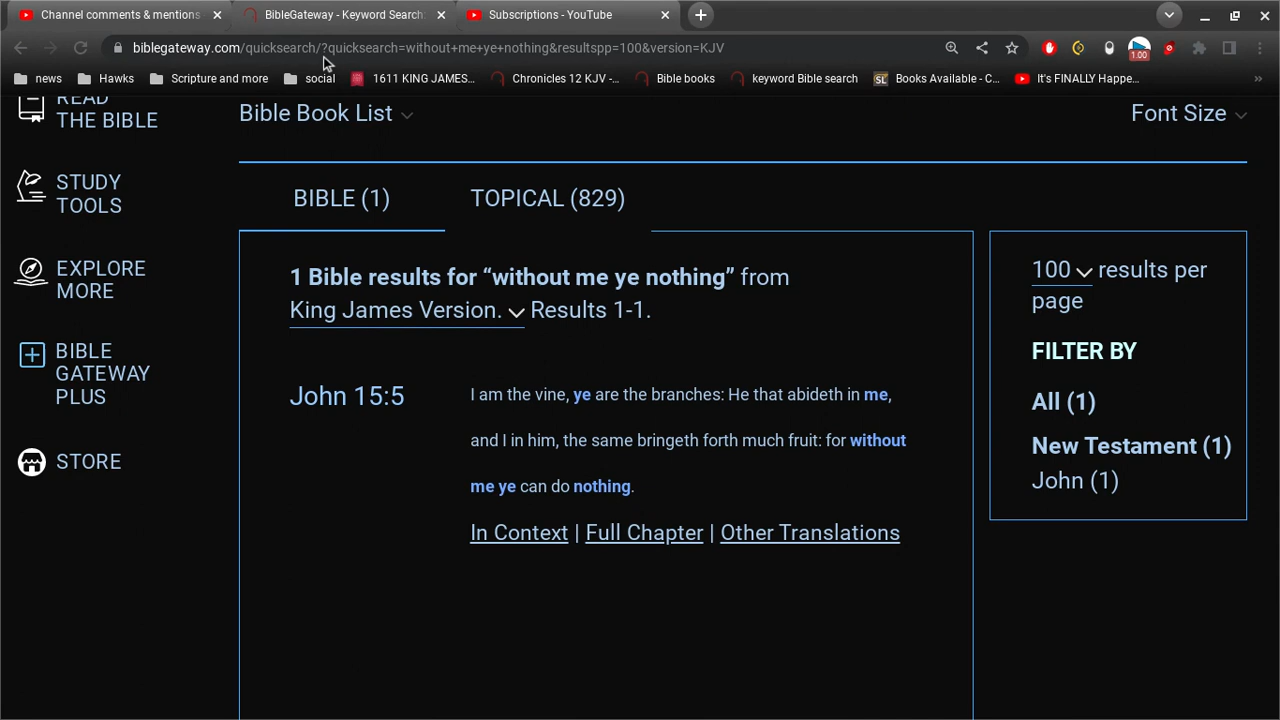 Channel comments & mentions -
BibleGateway - Keyword Search:
Subscriptions - YouTube
biblegateway.com/quicksearch/?quicksearch=without+me+ye+nothing&resultspp=100&version=KJV
1.00
news
Hawks
Scripture and more
social
1611 KING JAMES...
Chronicles 12 KJV -...
Bible books
keyword Bible search
SL
Books Available - C...
It's FINALLY Happe...
»
READ
THE BIBLE
Bible Book List
Font Size
STUDY
TOOLS
EXPLORE
MORE
BIBLE
GATEWAY
PLUS
STORE
BIBLE (1)
TOPICAL (829)
1 Bible results for “without me ye nothing” from
King James Version. Results 1-1.
John 15:5
I am the vine, ye are the branches: He that abideth in me,
and I in him, the same bringeth forth much fruit: for without
me ye can do nothing.
In Context | Full Chapter | Other Translations
100 results per
page
FILTER BY
All (1)
New Testament (1)
John (1)